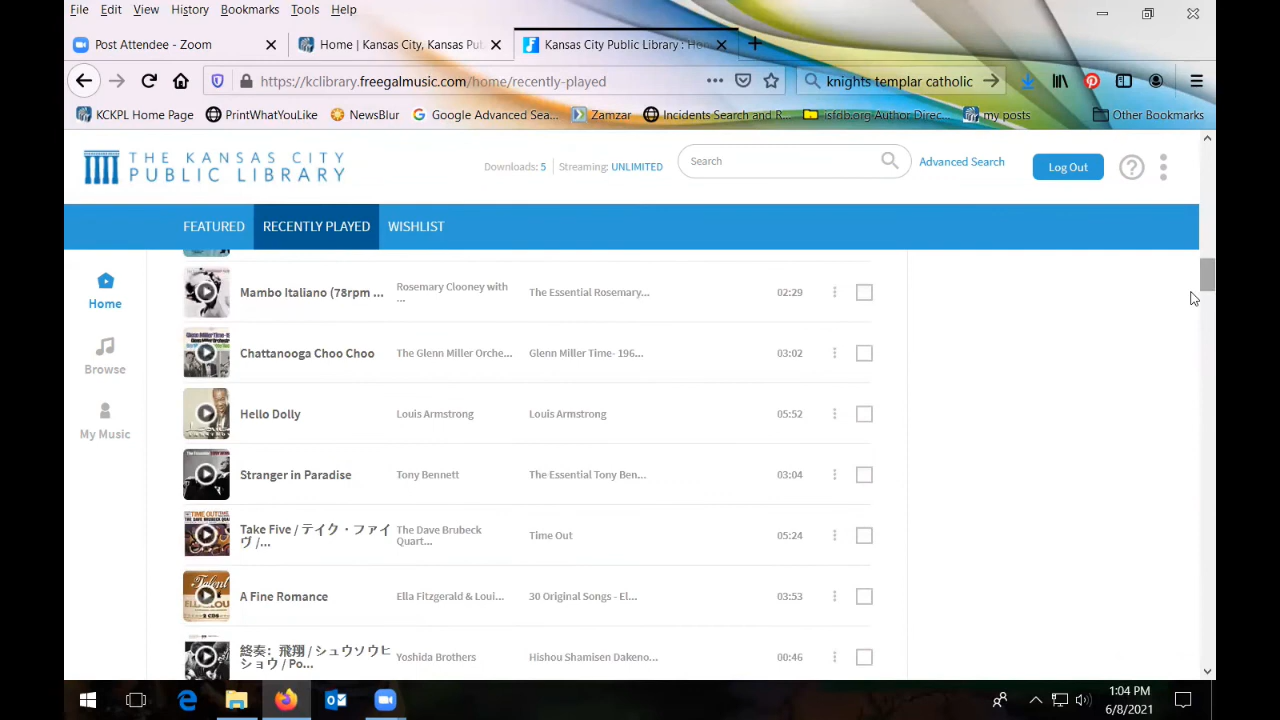 File Edit View History Bookmarks Tools Help
Post Attendee - Zoom
Home | Kansas City, Kansas Pub
Kansas City Public Library : Ho
https://kclibrary.freegalmusic.com/home/recently-played
knights templar catholic
KCKPL Home Page
PrintWhatYouLike
NewsBlur
Google Advanced Sea...
Zamzar
Incidents Search and R...
isfdb.org Author Direc...
my posts
Other Bookmarks
THE KANSAS CITY
PUBLIC LIBRARY
Downloads: 5
Streaming: UNLIMITED
Search
Advanced Search
Log Out
FEATURED
RECENTLY PLAYED
WISHLIST
Home
Browse
My Music
Mambo Italiano (78rpm ...
Rosemary Clooney with
...
The Essential Rosemary...
02:29
Chattanooga Choo Choo
The Glenn Miller Orche...
Glenn Miller Time- 196...
03:02
Hello Dolly
Louis Armstrong
Louis Armstrong
05:52
Stranger in Paradise
Tony Bennett
The Essential Tony Ben...
03:04
Take Five / テイク・ファイ
ヴ /...
The Dave Brubeck
Quart...
Time Out
05:24
A Fine Romance
Ella Fitzgerald & Loui...
30 Original Songs - El...
03:53
終奏: 飛翔 / シュウソウヒ
ショウ / Po...
Yoshida Brothers
Hishou Shamisen Dakeno...
00:46
1:04 PM
6/8/2021